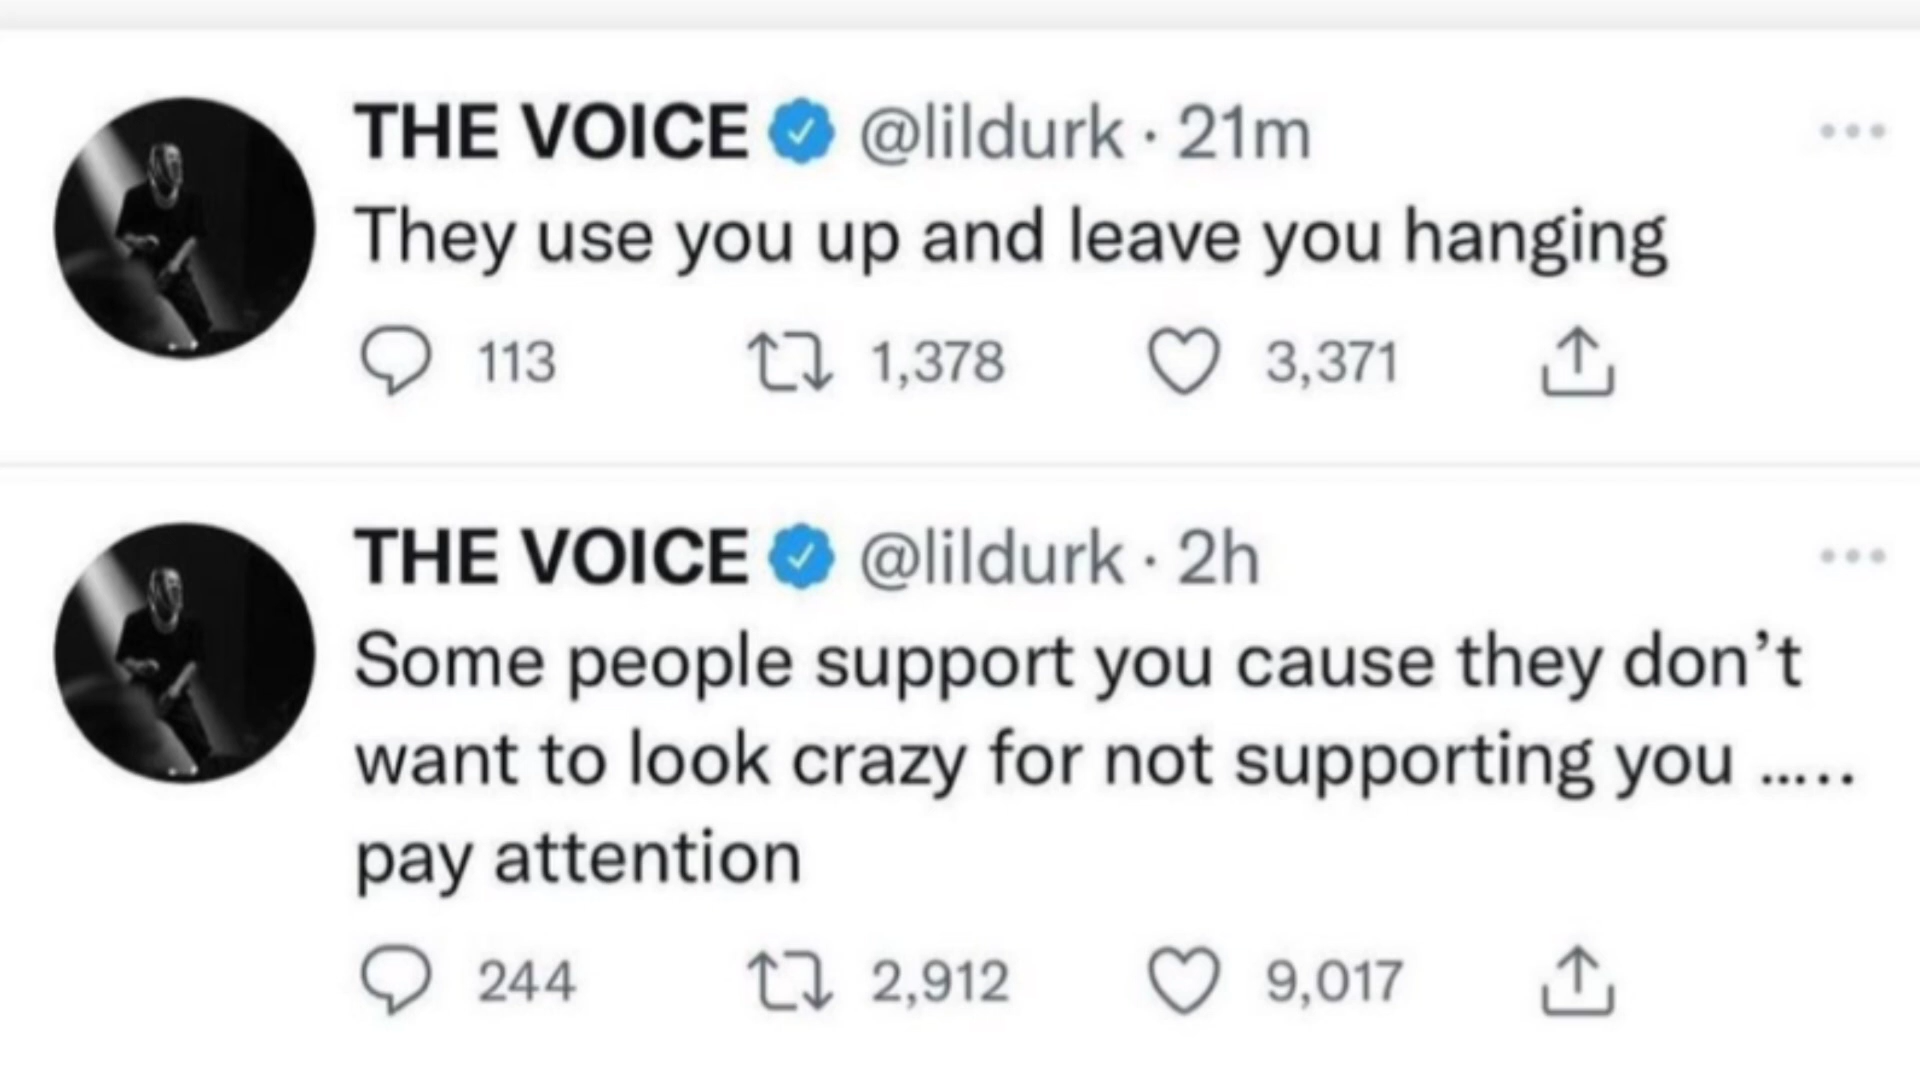 THE VOICE @lildurk · 21m
They use you up and leave you hanging
113 1,378 3,371
THE VOICE @lildurk · 2h
Some people support you cause they don’t
want to look crazy for not supporting you …..
pay attention
244 2,912 9,017